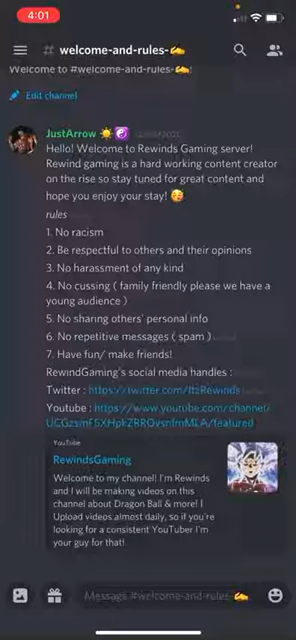 4:01
# welcome-and-rules-✍️
Welcome to #welcome-and-rules-✍️!
Edit channel
JustArrow ☀️☯️
Hello! Welcome to Rewinds Gaming server!
Rewind gaming is a hard working content creator
on the rise so stay tuned for great content and
hope you enjoy your stay! 🥳
rules
1. No racism
2. Be respectful to others and their opinions
3. No harassment of any kind
4. No cussing ( family friendly please we have a
young audience )
5. No sharing others' personal info
6. No repetitive messages ( spam )
7. Have fun/ make friends!
RewindGaming's social media handles :
Twitter : https://twitter.com/ItzRewinds
Youtube : https://www.youtube.com/channel/
YouTube
RewindsGaming
Welcome to my channel! I'm Rewinds
and I will be making videos on this
channel about Dragon Ball & more! I
Upload videos almost daily, so if you're
looking for a consistent YouTuber I'm
your guy for that!
Message #welcome-and-rules-✍️